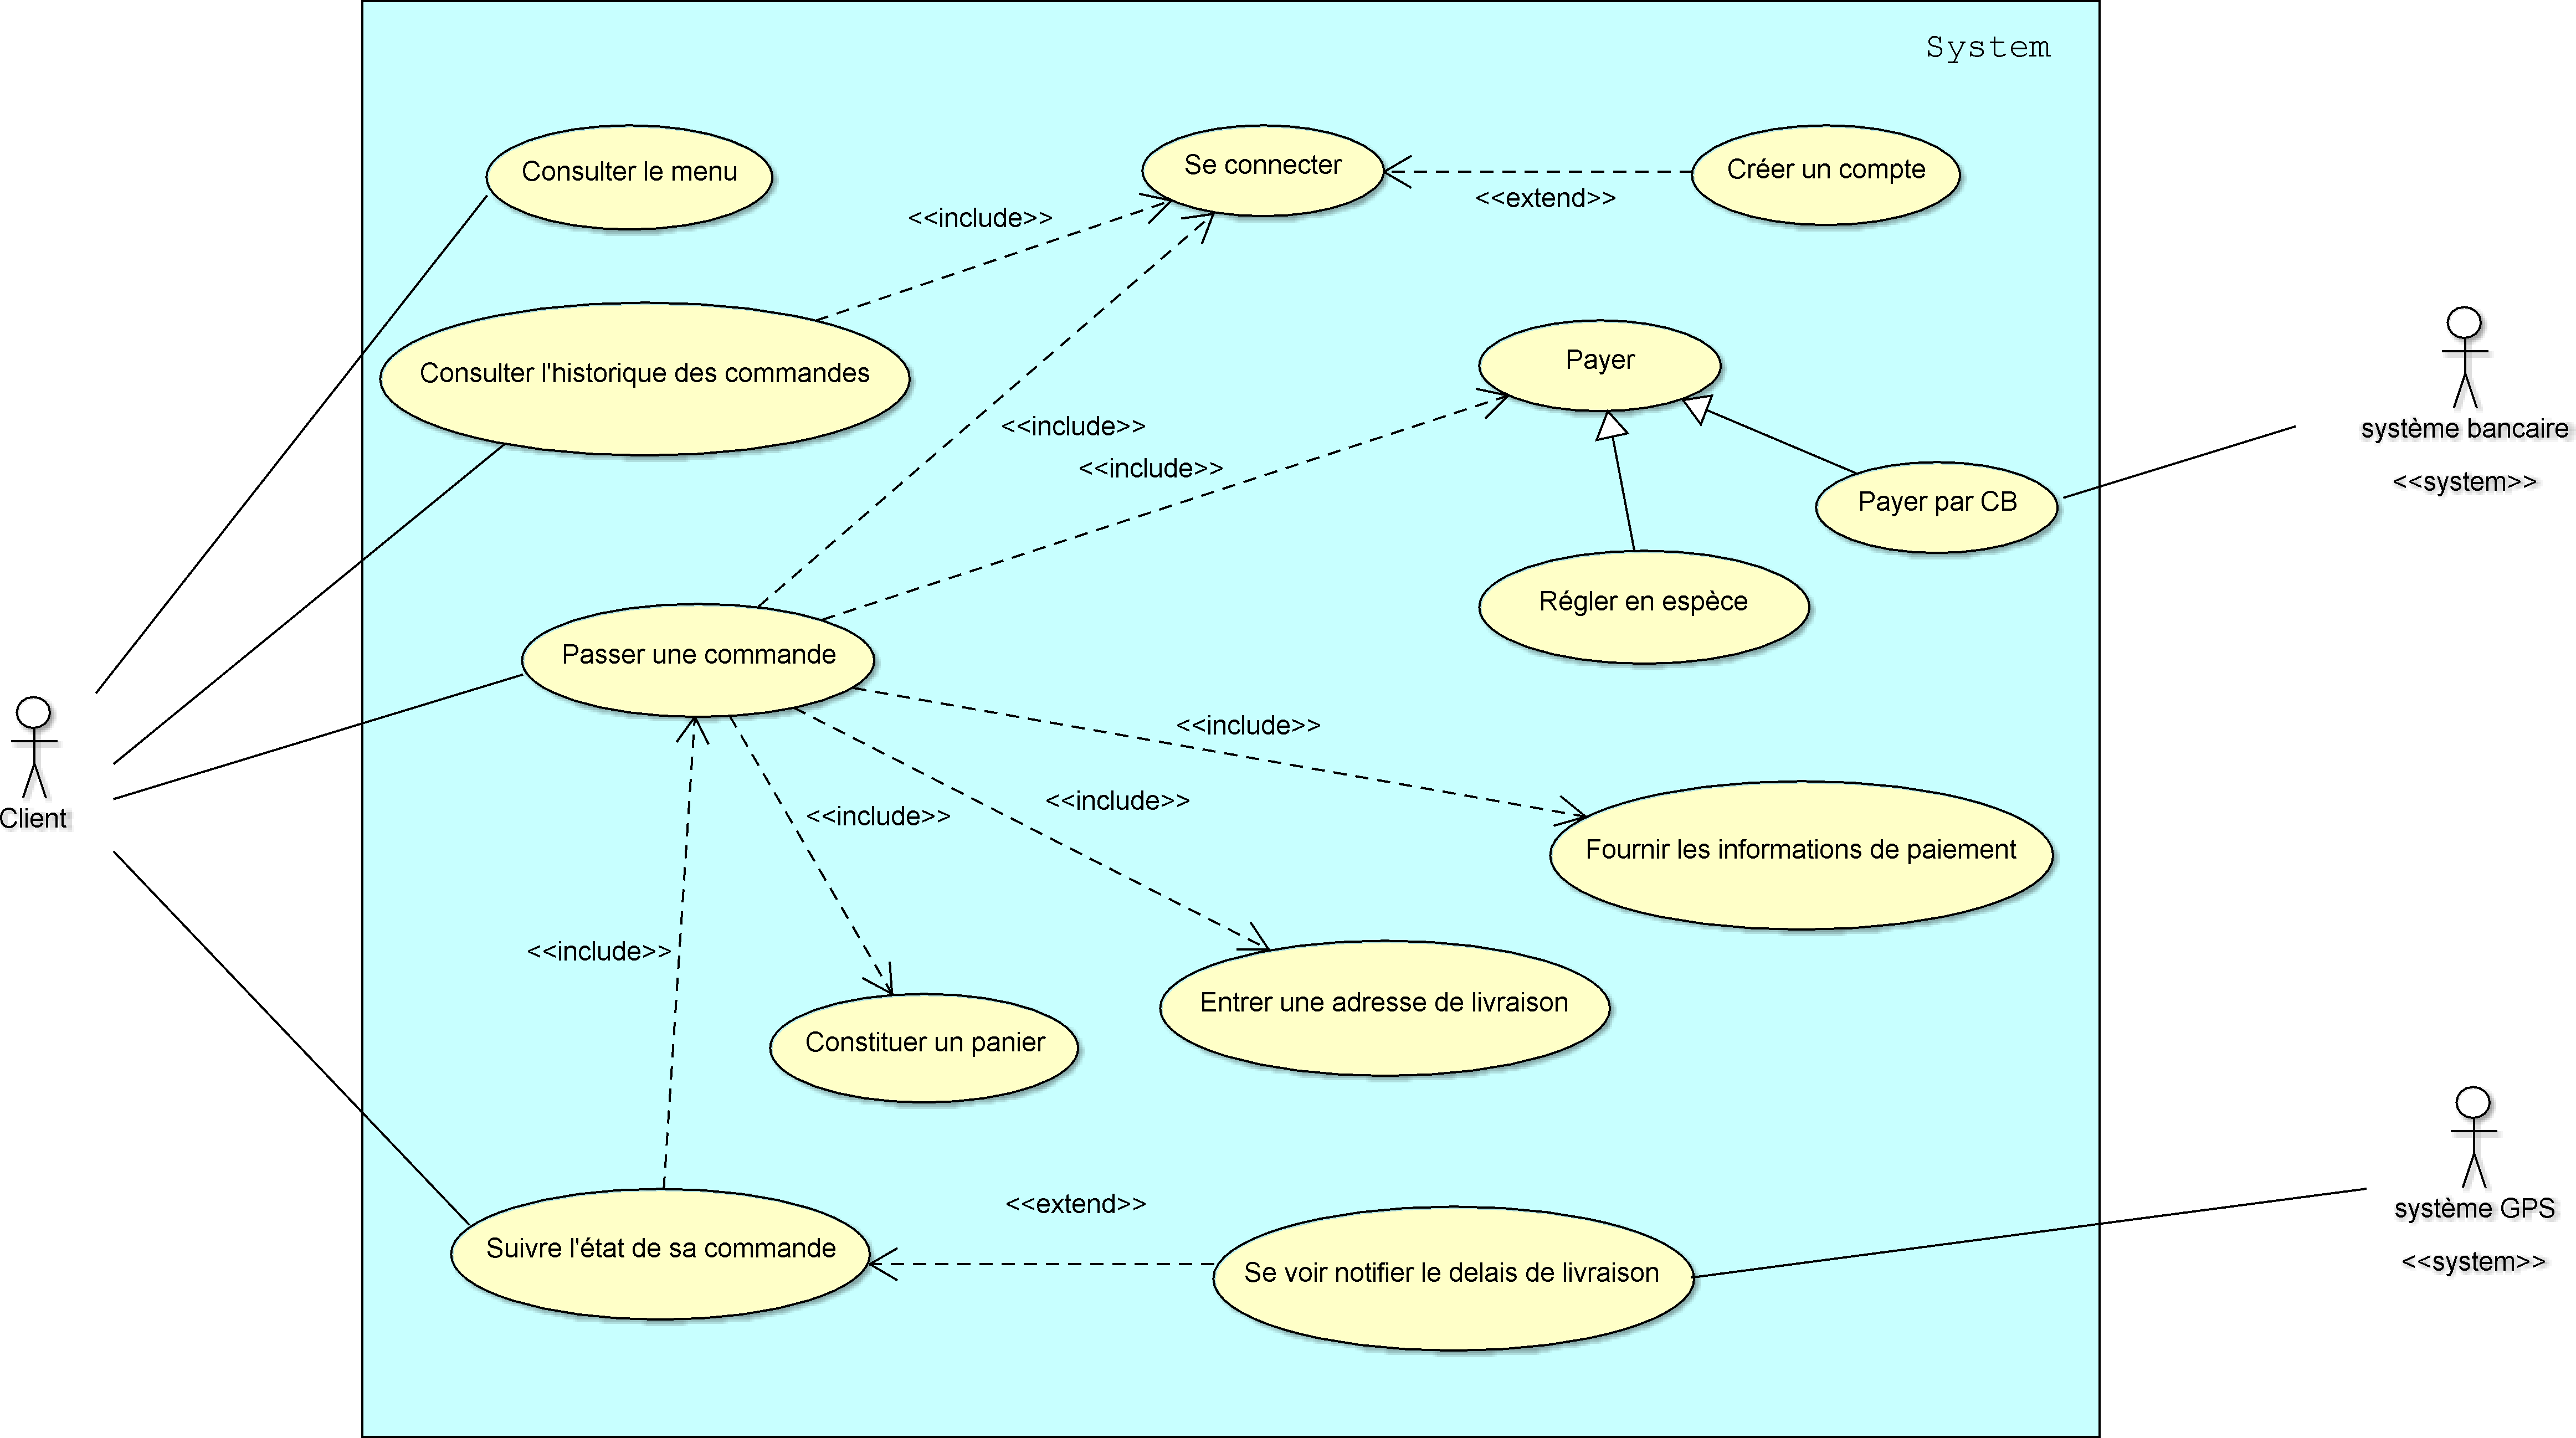 System
Consulter le menu
Se connecter
Créer un compte
<<extend>>
<<include>>
Consulter l'historique des commandes
Payer
<<include>>
<<include>>
système bancaire
<<system>>
Payer par CB
Régler en espèce
Passer une commande
<<include>>
Client
<<include>>
<<include>>
Fournir les informations de paiement
<<include>>
Entrer une adresse de livraison
Constituer un panier
<<extend>>
système GPS
<<system>>
Suivre l'état de sa commande
Se voir notifier le delais de livraison